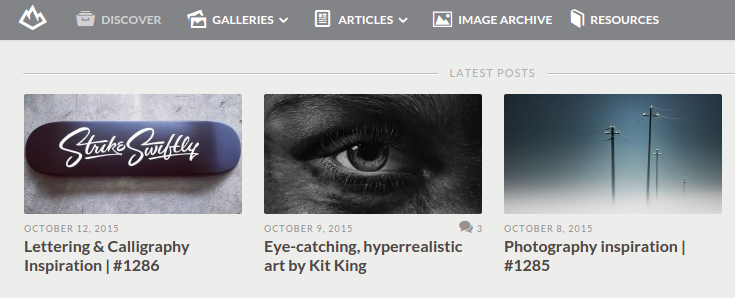 DISCOVER GALLERIES ARTICLES IMAGE ARCHIVE RESOURCES
LATEST POSTS
Strike Swiftly
OCTOBER 12, 2015
Lettering & Calligraphy
Inspiration | #1286
OCTOBER 9, 2015 3
Eye-catching, hyperrealistic
art by Kit King
OCTOBER 8, 2015
Photography inspiration |
#1285